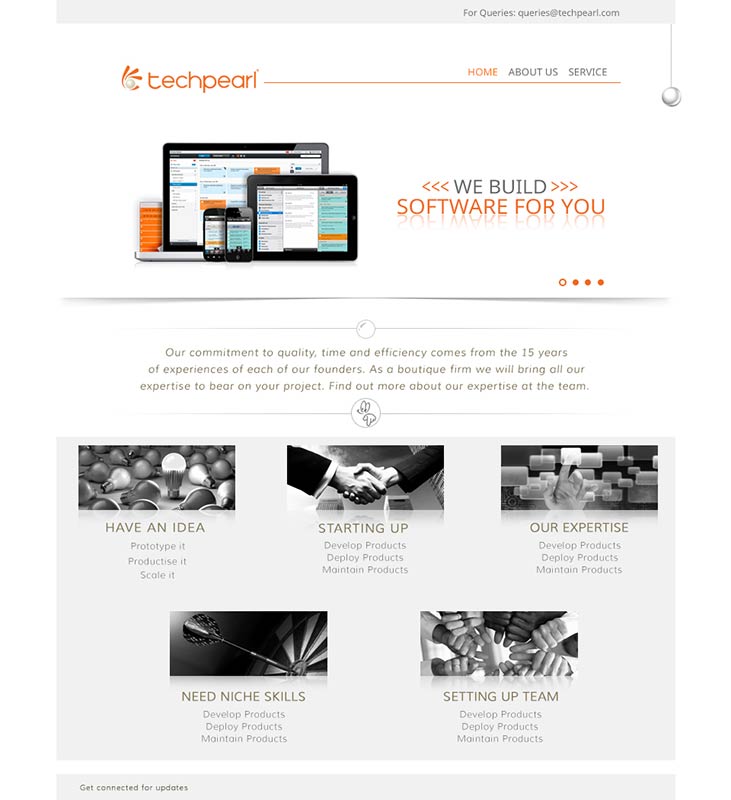 For Queries: queries@techpearl.com
techpearl
HOME ABOUT US SERVICE
<<< WE BUILD >>>
SOFTWARE FOR YOU
Our commitment to quality, time and efficiency comes from the 15 years
of experiences of each of our founders. As a boutique firm we will bring all our
expertise to bear on your project. Find out more about our expertise at the team.
HAVE AN IDEA
Prototype it
Productise it
Scale it
STARTING UP
Develop Products
Deploy Products
Maintain Products
OUR EXPERTISE
Develop Products
Deploy Products
Maintain Products
NEED NICHE SKILLS
Develop Products
Deploy Products
Maintain Products
SETTING UP TEAM
Develop Products
Deploy Products
Maintain Products
Get connected for updates